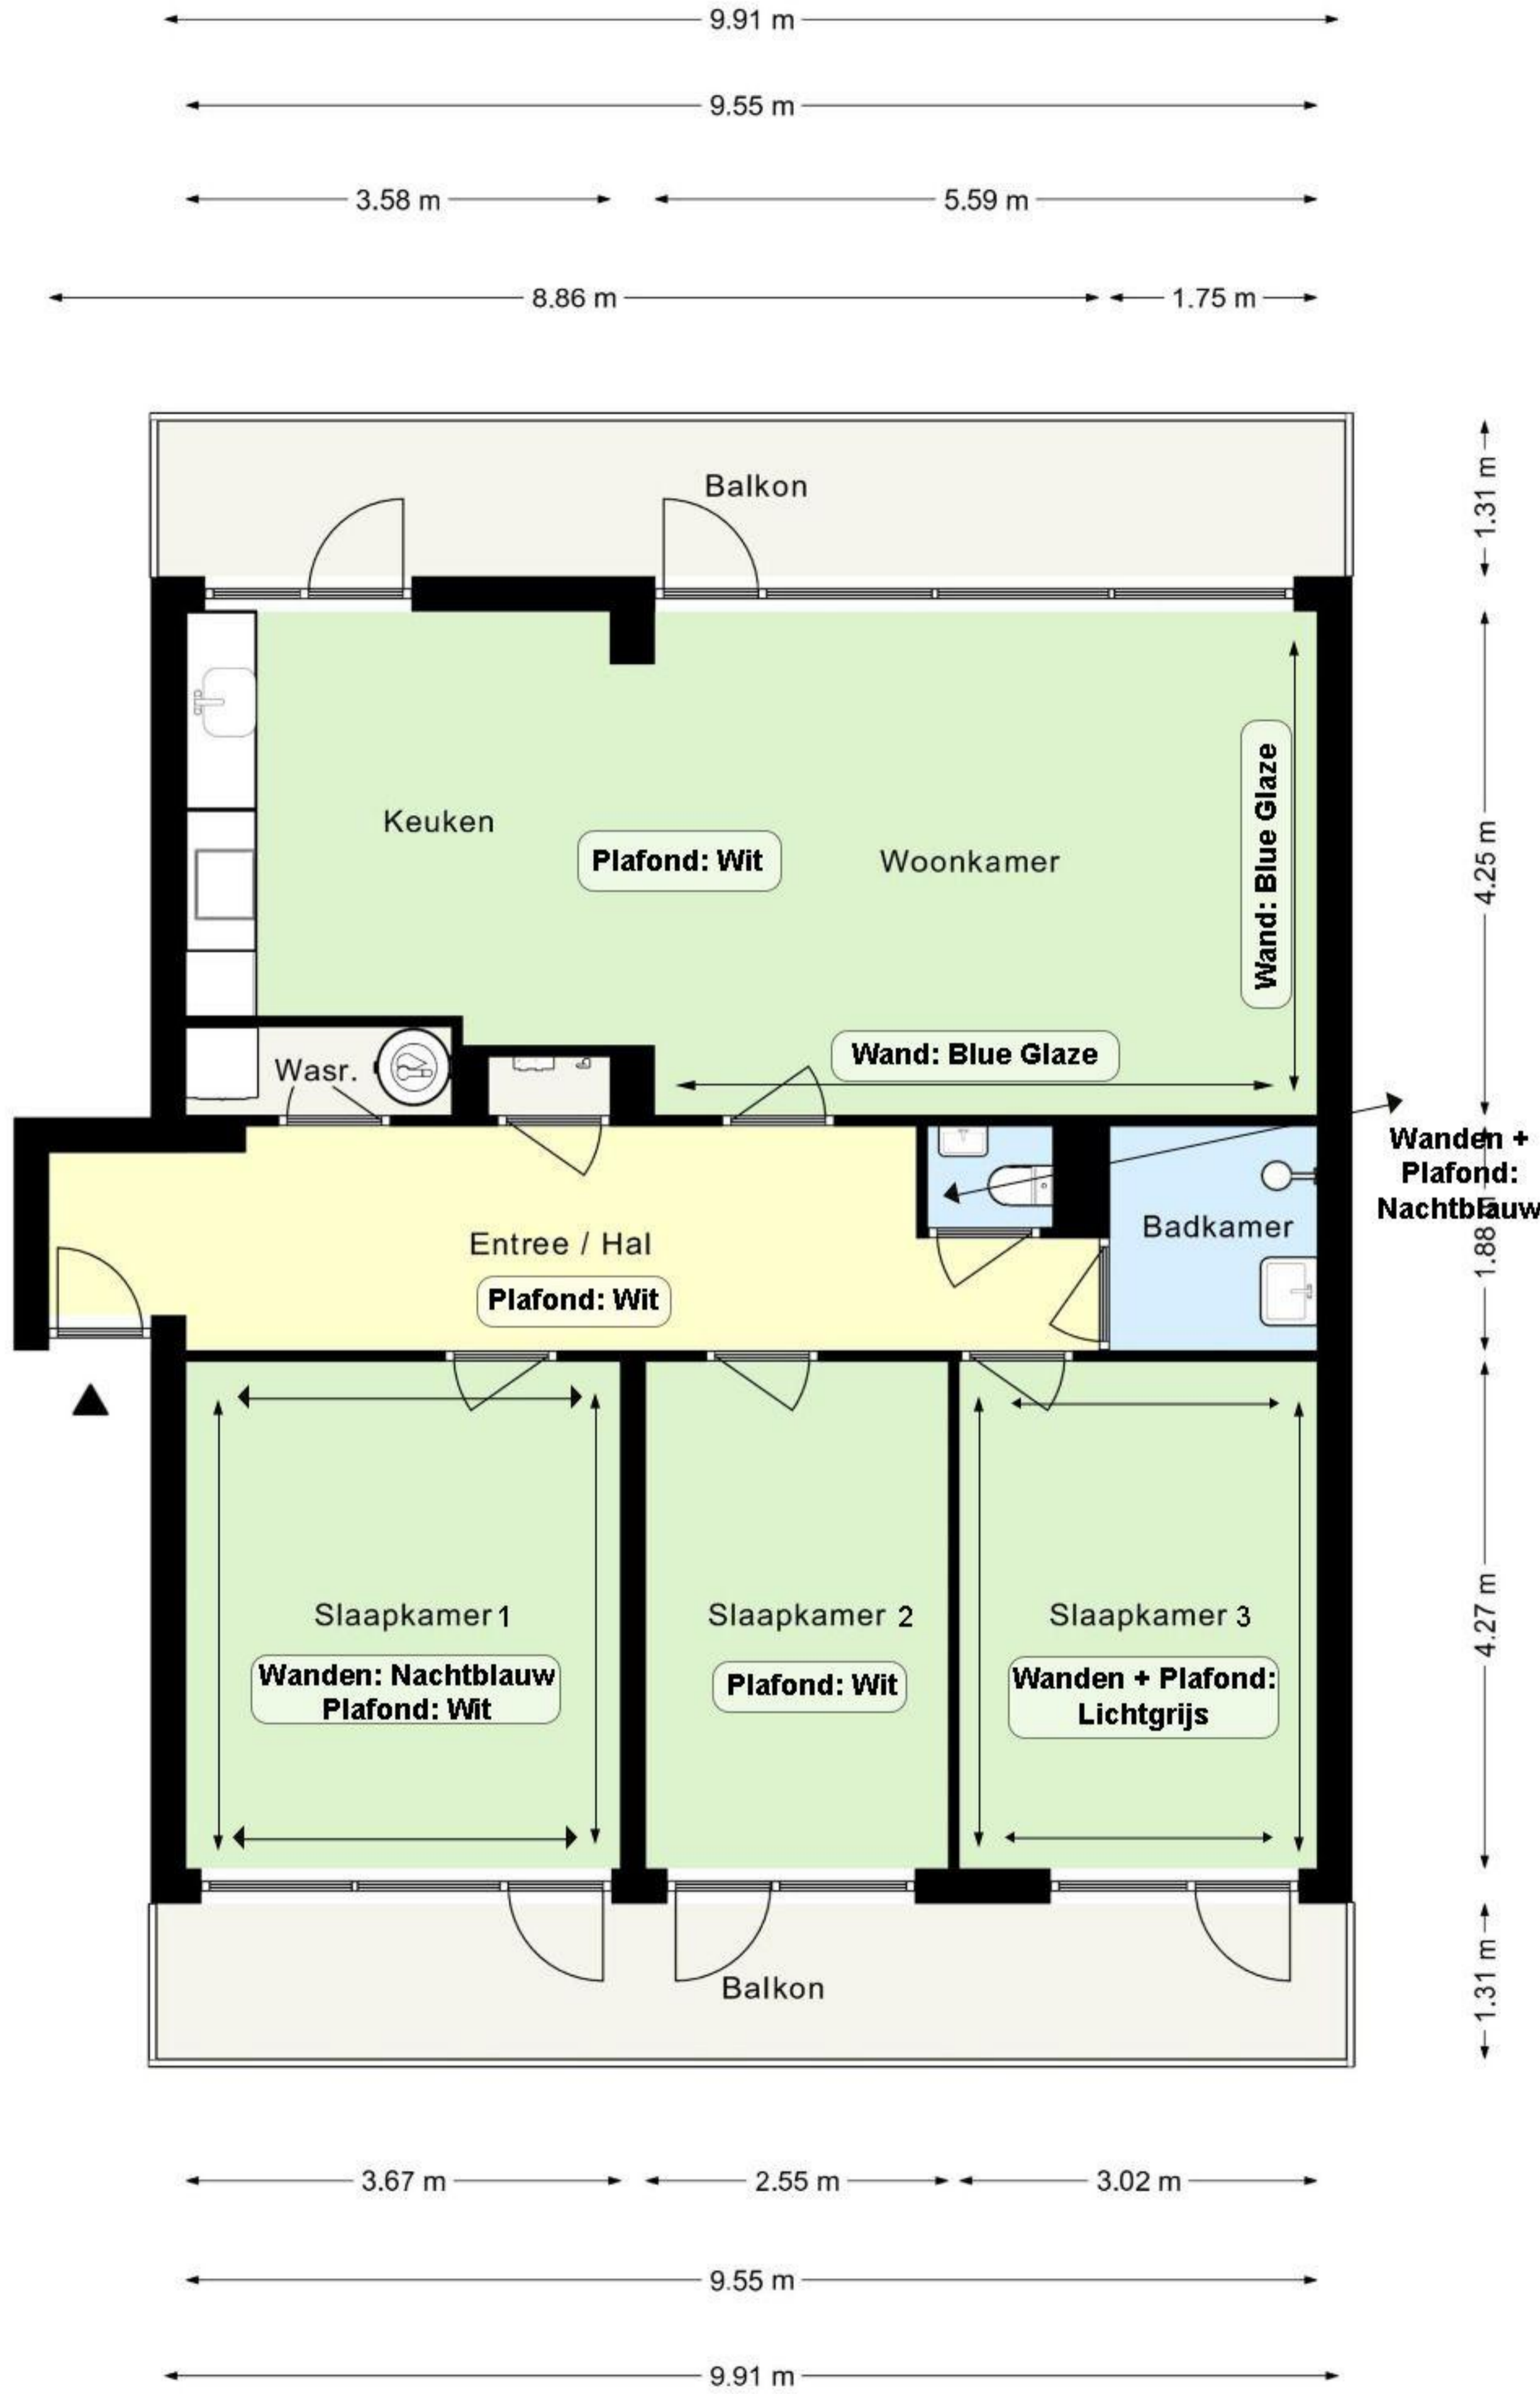 9.91 m
9.55 m
3.58 m
5.59 m
8.86 m
1.75 m
Balkon
1.31 m
Keuken
Plafond: Wit
Woonkamer
Wand: Blue Glaze
4.25 m
Wand: Blue Glaze
Wasr.
Wanden +
Plafond:
Nachtblauw
Badkamer
1.88 m
Entree / Hal
Plafond: Wit
Slaapkamer 1
Wanden: Nachtblauw
Plafond: Wit
Slaapkamer 2
Plafond: Wit
Slaapkamer 3
Wanden + Plafond:
Lichtgrijs
4.27 m
Balkon
1.31 m
3.67 m
2.55 m
3.02 m
9.55 m
9.91 m